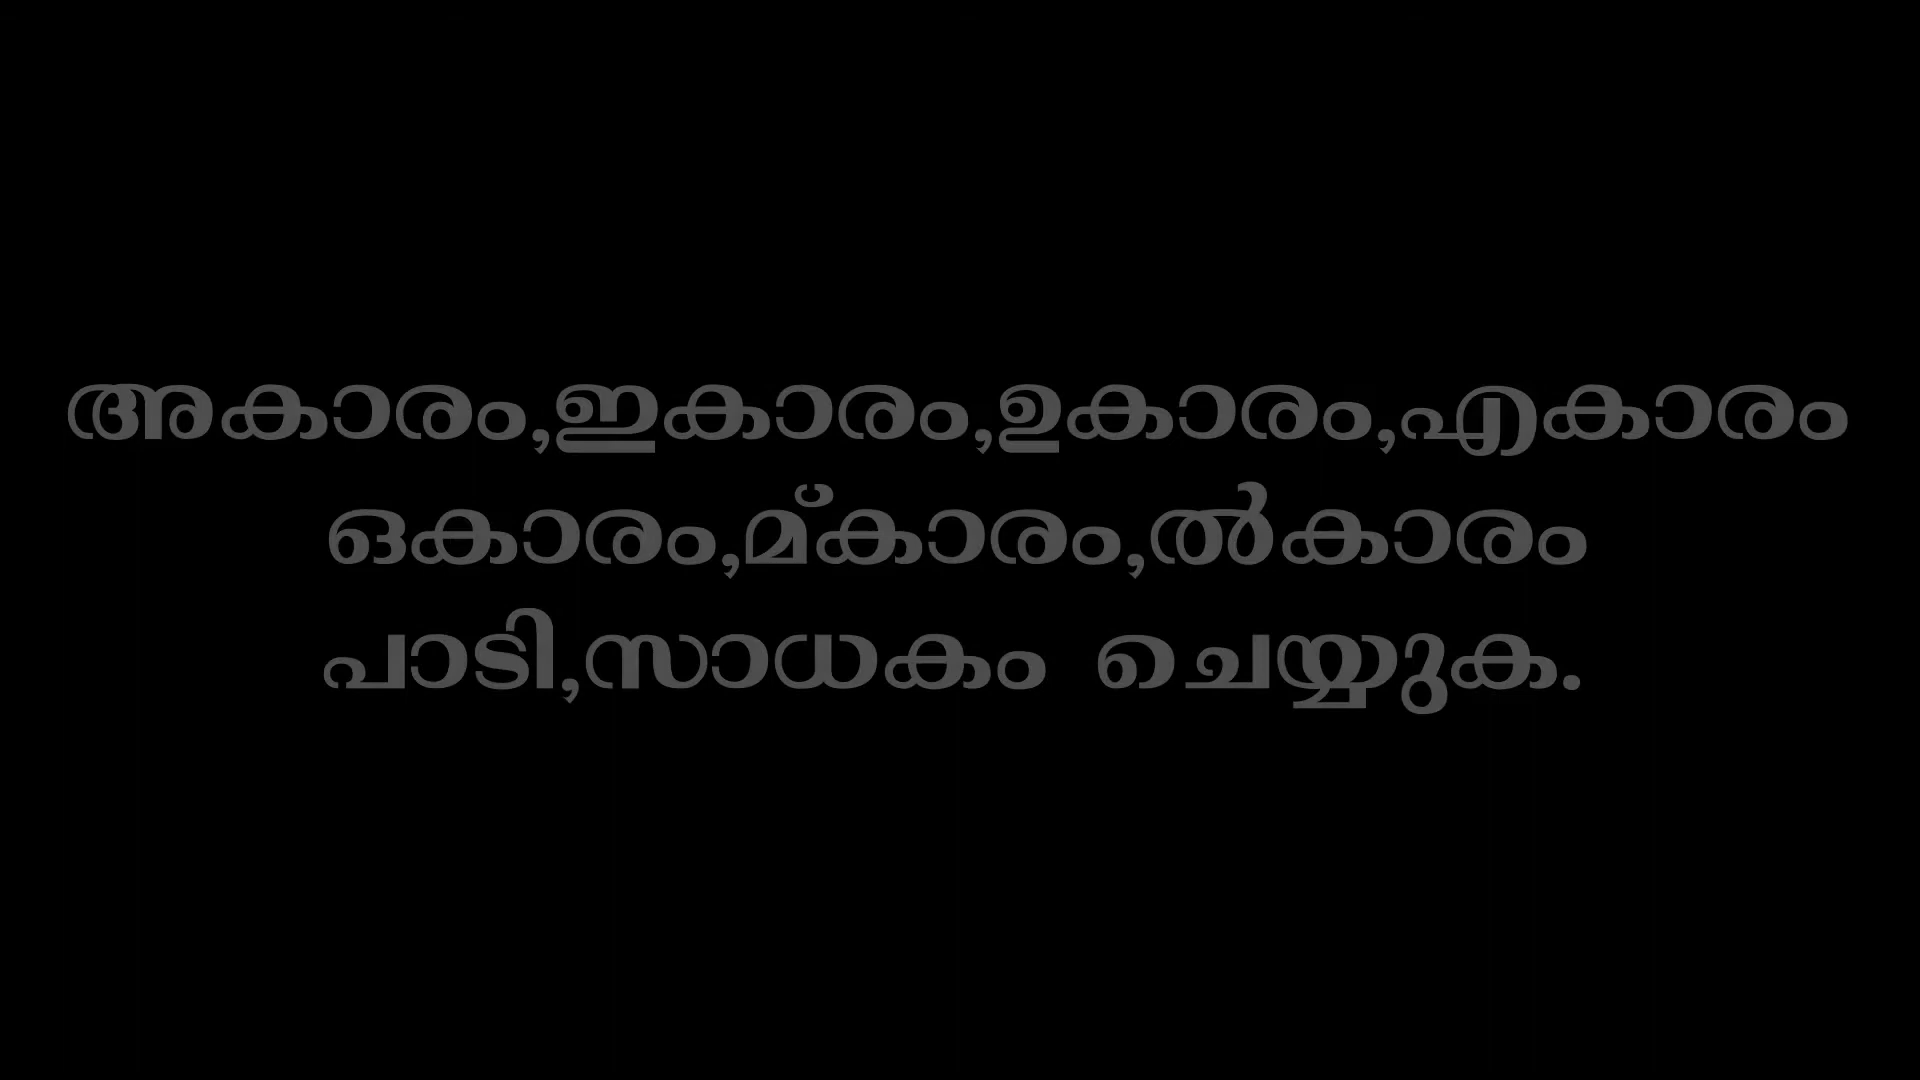 അകാരം,ഇകാരം,ഉകാരം,എകാരം
ഒകാരം,മ്കാരം,ൽകാരം
പാടി,സാധകം ചെയ്യുക.